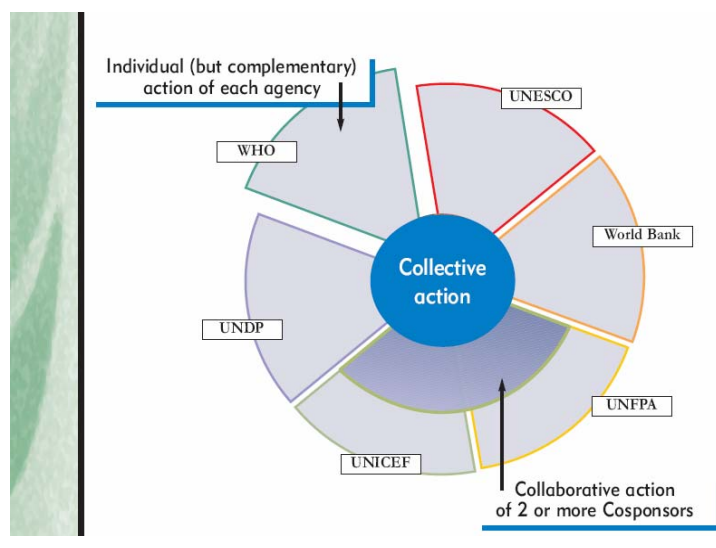 Individual (but complementary)
action of each agency
UNESCO
WHO
World Bank
Collective
action
UNDP
UNFPA
UNICEF
Collaborative action
of 2 or more Cosponsors